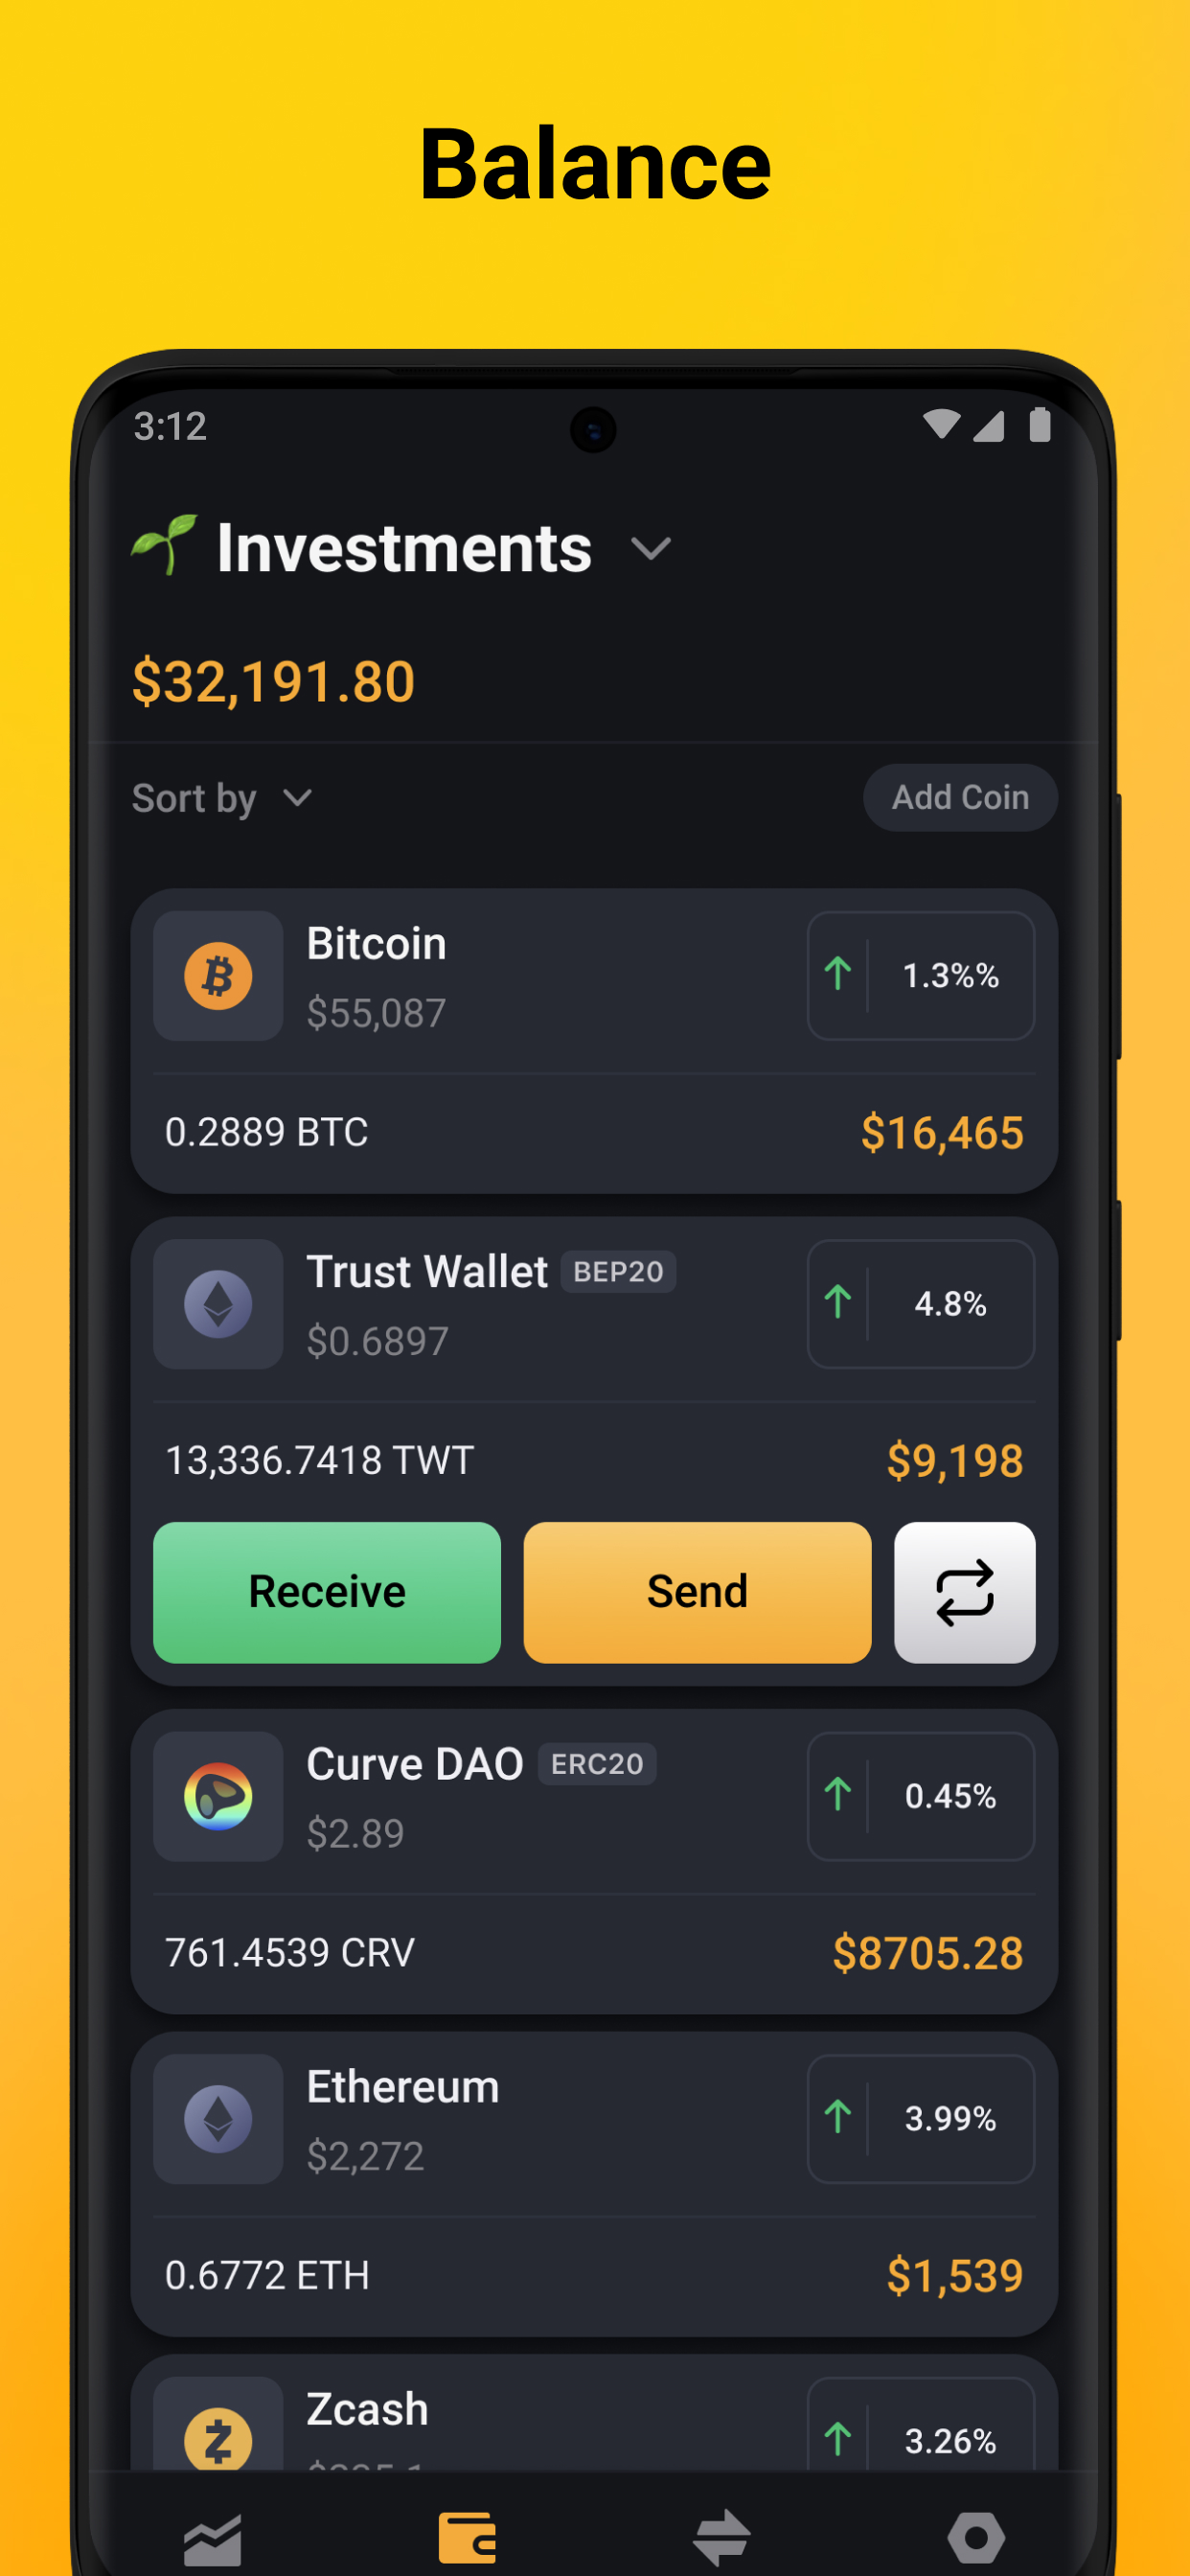 Balance
3:12
Investments
$32,191.80
Sort by
Add Coin
Bitcoin
$55,087
1.3%%
0.2889 BTC
$16,465
Trust Wallet BEP20
$0.6897
4.8%
13,336.7418 TWT
$9,198
Receive
Send
Curve DAO ERC20
$2.89
0.45%
761.4539 CRV
$8705.28
Ethereum
$2,272
3.99%
0.6772 ETH
$1,539
Zcash
3.26%